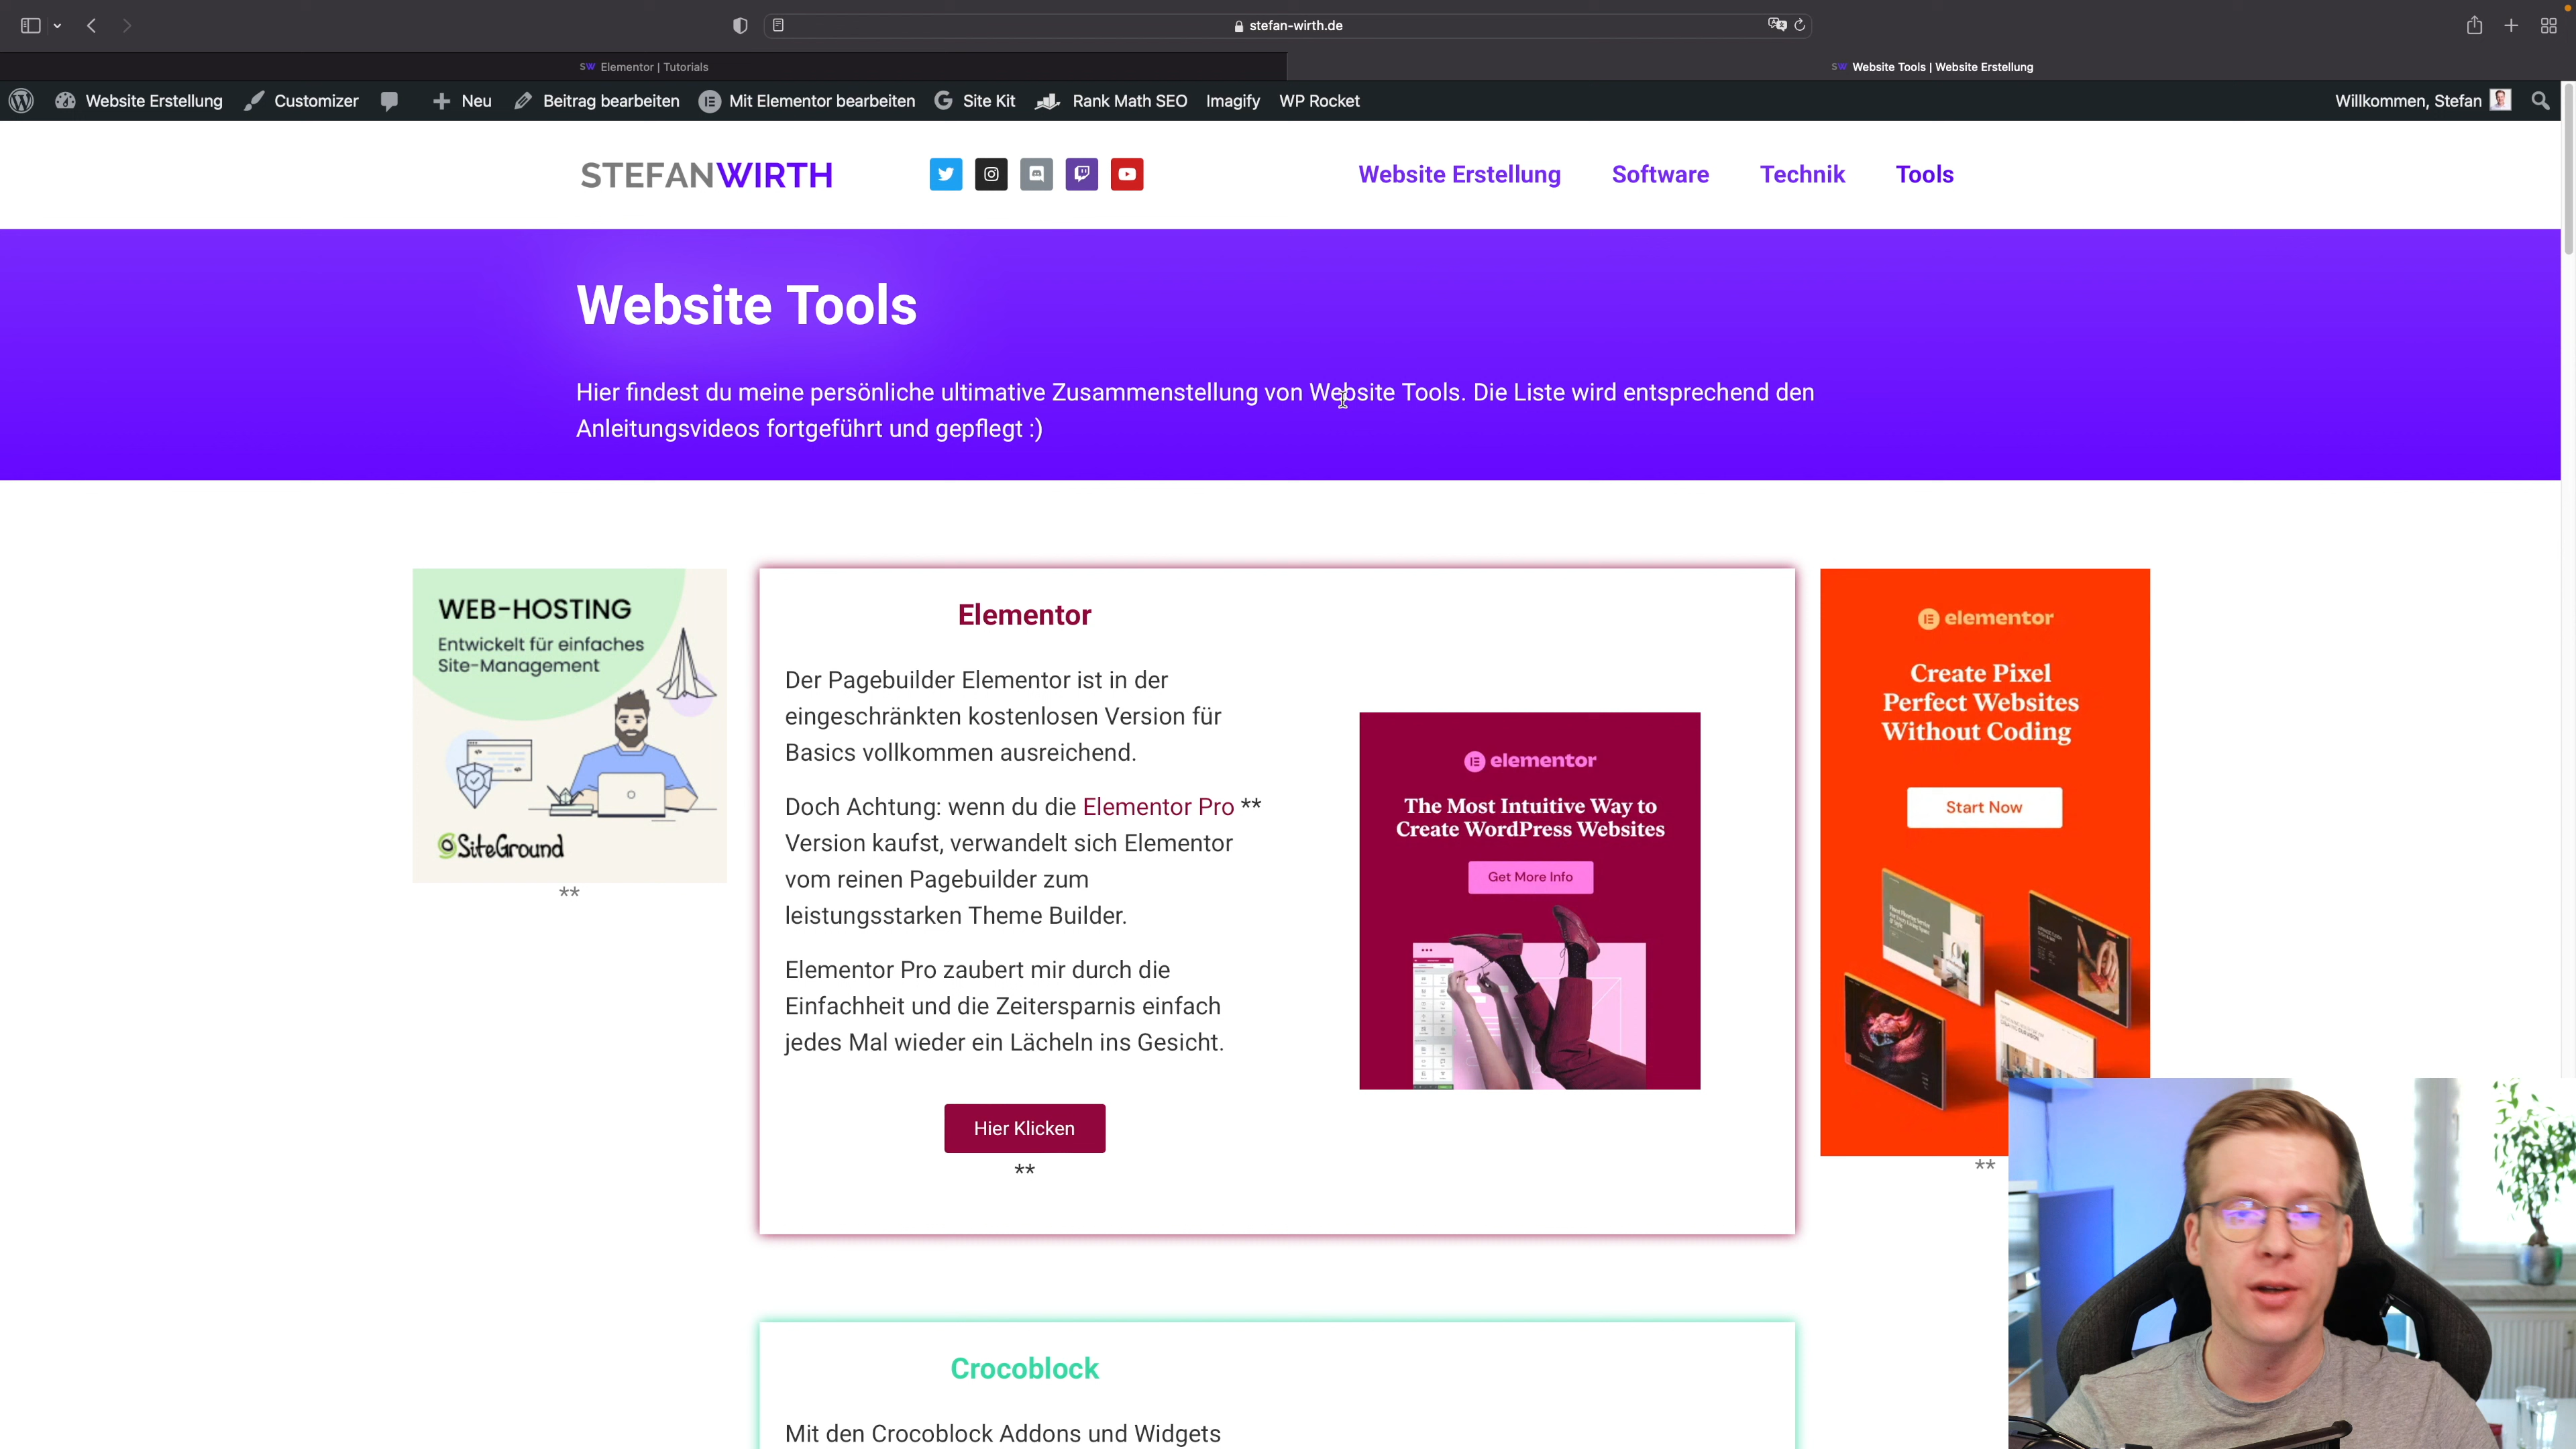 stefan-wirth.de
SW Elementor | Tutorials
SW Website Tools | Website Erstellung
Website Erstellung Customizer Neu Beitrag bearbeiten Mit Elementor bearbeiten Site Kit Rank Math SEO Imagify WP Rocket Willkommen, Stefan
STEFANWIRTH
Website Erstellung Software Technik Tools
Website Tools
Hier findest du meine persönliche ultimative Zusammenstellung von Website Tools. Die Liste wird entsprechend den
Anleitungsvideos fortgeführt und gepflegt :)
WEB-HOSTING
Entwickelt für einfaches
Site-Management
SiteGround
**
Elementor
Der Pagebuilder Elementor ist in der
eingeschränkten kostenlosen Version für
Basics vollkommen ausreichend.
Doch Achtung: wenn du die Elementor Pro **
Version kaufst, verwandelt sich Elementor
vom reinen Pagebuilder zum
leistungsstarken Theme Builder.
Elementor Pro zaubert mir durch die
Einfachheit und die Zeitersparnis einfach
jedes Mal wieder ein Lächeln ins Gesicht.
Hier Klicken
**
elementor
The Most Intuitive Way to
Create WordPress Websites
Get More Info
elementor
Create Pixel
Perfect Websites
Without Coding
Start Now
**
Crocoblock
Mit den Crocoblock Addons und Widgets